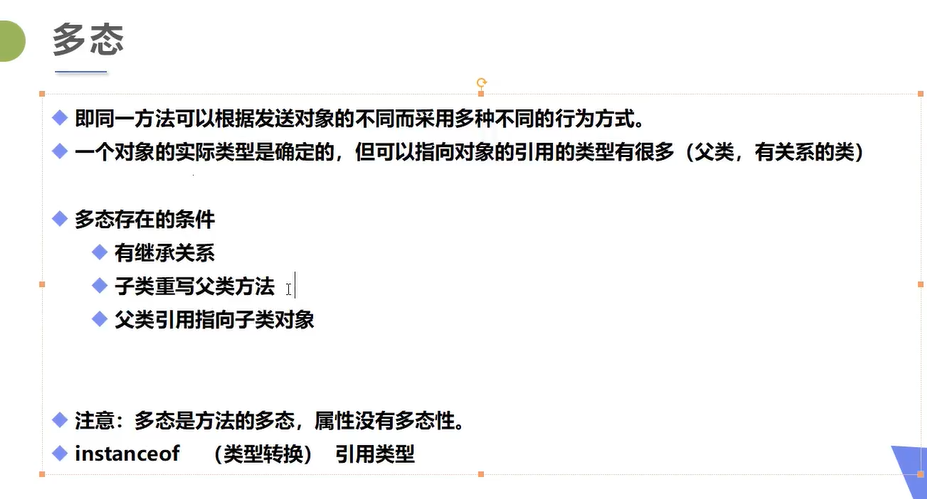 多态
即同一方法可以根据发送对象的不同而采用多种不同的行为方式。
一个对象的实际类型是确定的，但可以指向对象的引用的类型有很多（父类，有关系的类）
多态存在的条件
有继承关系
子类重写父类方法
父类引用指向子类对象
注意：多态是方法的多态，属性没有多态性。
instanceof （类型转换） 引用类型